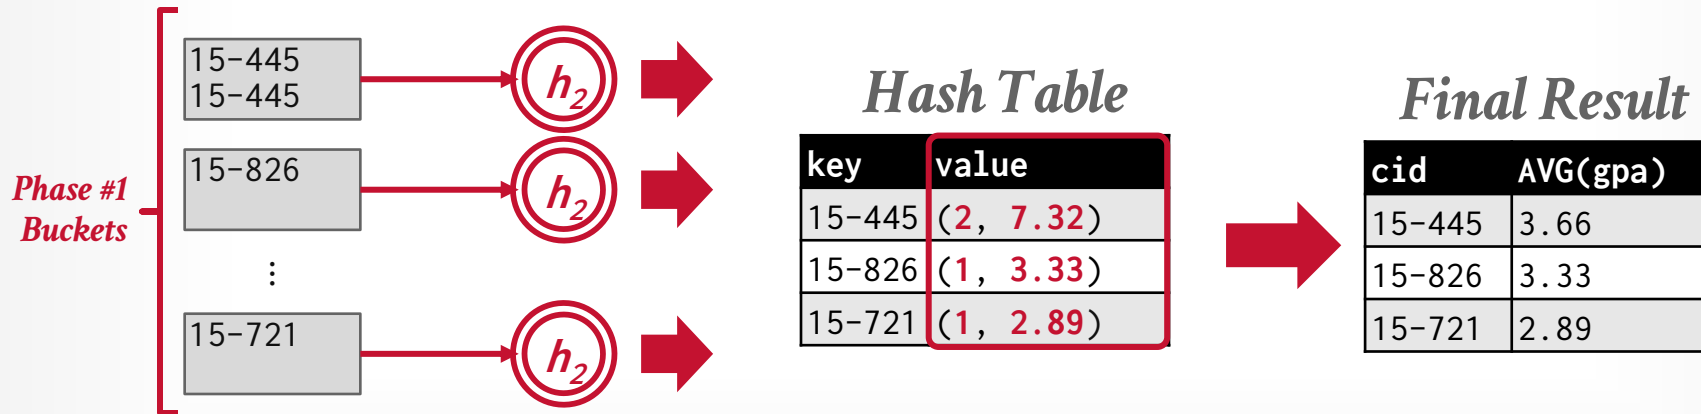 Phase #1
Buckets
15-445
15-445
15-826
⋮
15-721
h2
h2
h2
Hash Table
key value
15-445 (2, 7.32)
15-826 (1, 3.33)
15-721 (1, 2.89)
Final Result
cid AVG(gpa)
15-445 3.66
15-826 3.33
15-721 2.89